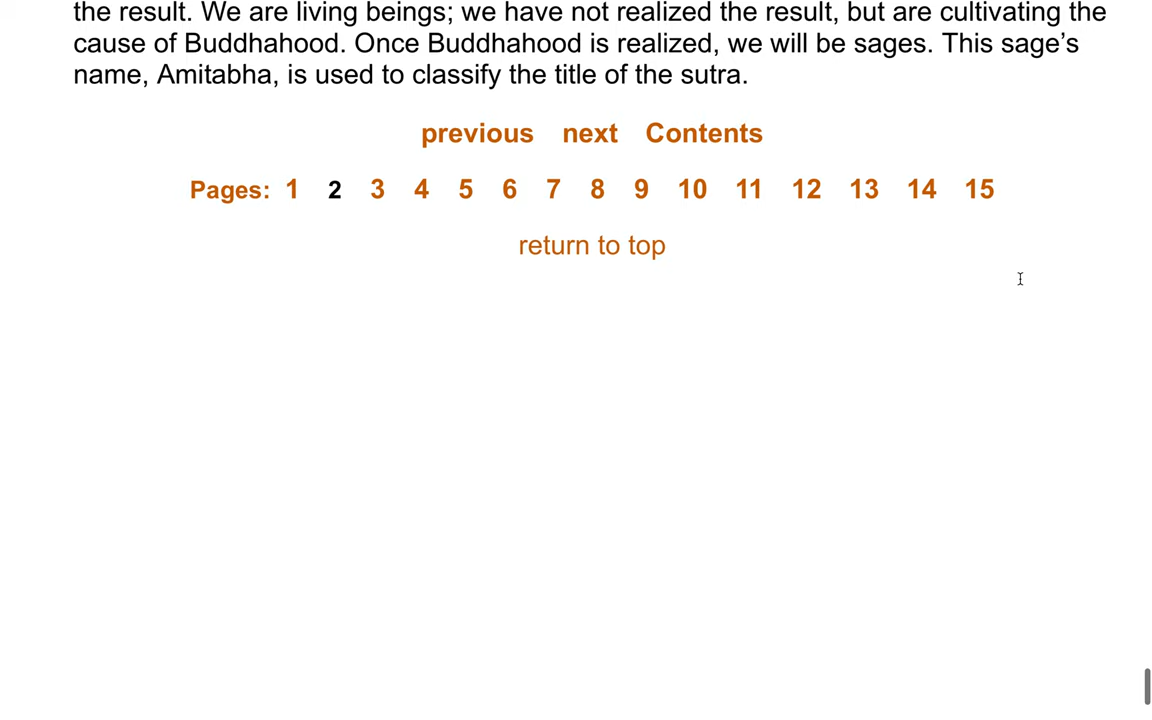 the result. We are living beings; we have not realized the result, but are cultivating the
cause of Buddhahood. Once Buddhahood is realized, we will be sages. This sage’s
name, Amitabha, is used to classify the title of the sutra.
previous next Contents
Pages: 1 2 3 4 5 6 7 8 9 10 11 12 13 14 15
return to top